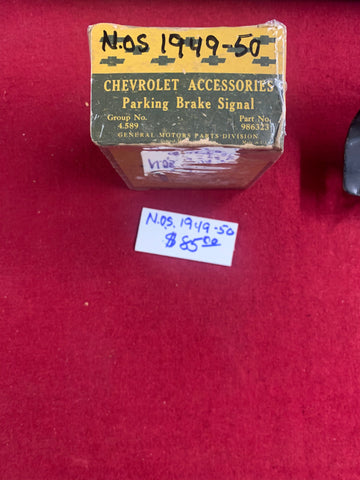 N.OS 1949-50
CHEVROLET ACCESSORIES
Parking Brake Signal
Group No. Part No.
4.589 986323
GENERAL MOTORS PARTS DIVISION
N.O.S. 1949-50
$85.00